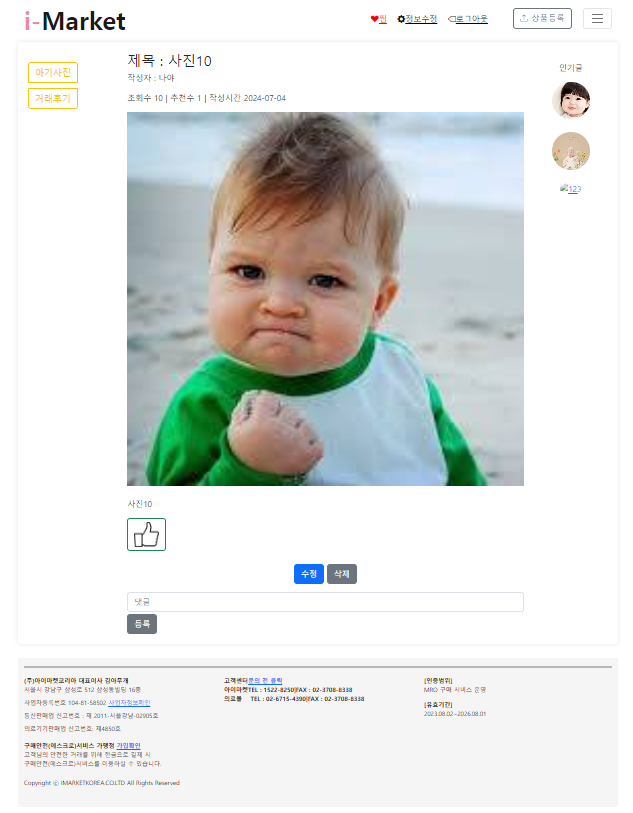 i-Market
찜 정보수정 로그아웃 상품등록
아기사진
거래후기
제목 : 사진10
작성자 : 나야
조회수 10 | 추천수 1 | 작성시간 2024-07-04
인기글
123
사진10
수정 삭제
댓글
등록
(주)아이마켓코리아 대표이사 김아무개
서울시 강남구 삼성로 512 삼성동빌딩 16층
사업자등록번호 104-81-58502 사업자정보확인
통신판매업 신고번호 : 제 2011-서울강남-02905호
의료기기판매업 신고번호: 제4850호
구매안전(에스크로)서비스 가맹점 가입확인
고객님의 안전한 거래를 위해 현금으로 결제 시
구매안전(에스크로)서비스를 이용하실 수 있습니다.
Copyright ⓒ IMARKETKOREA.CO.LTD All Rights Reserved
고객센터문의 전 클릭
아이마켓TEL : 1522-8250|FAX : 02-3708-8338
의료몰 TEL : 02-6715-4390|FAX : 02-3708-8338
[인증범위]
MRO 구매 서비스 운영
[유효기간]
2023.08.02~2026.08.01